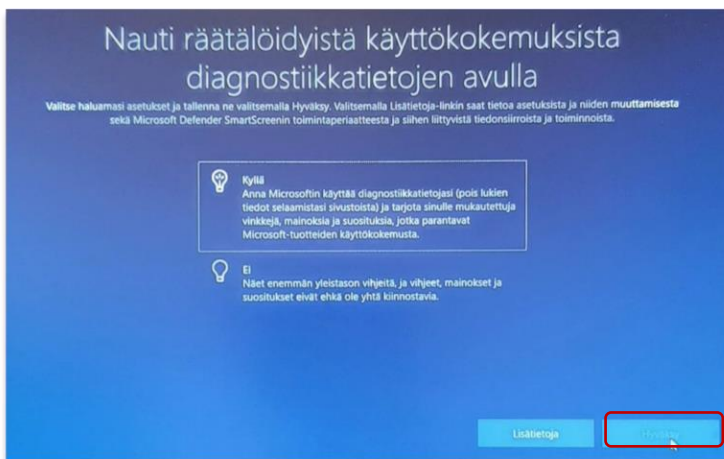 Nauti räätälöidyistä käyttökokemuksista
diagnostiikkatietojen avulla
Valitse haluamasi asetukset ja tallenna ne valitsemalla Hyväksy. Valitsemalla Lisätietoja-linkin saat tietoa asetuksista ja niiden muuttamisesta
sekä Microsoft Defender SmartScreenin toimintaperiaatteesta ja siihen liittyvistä tiedonsiirroista ja toiminnoista.
Kyllä
Anna Microsoftin käyttää diagnostiikkatietojasi (pois lukien
tiedot selaamistasi sivustoista) ja tarjota sinulle mukautettuja
vinkkejä, mainoksia ja suosituksia, jotka parantavat
Microsoft-tuotteiden käyttökokemusta.
Ei
Näet enemmän yleistason vihjeitä, ja vihjeet, mainokset ja
suositukset eivät ehkä ole yhtä kiinnostavia.
Lisätietoja
Hyväksy